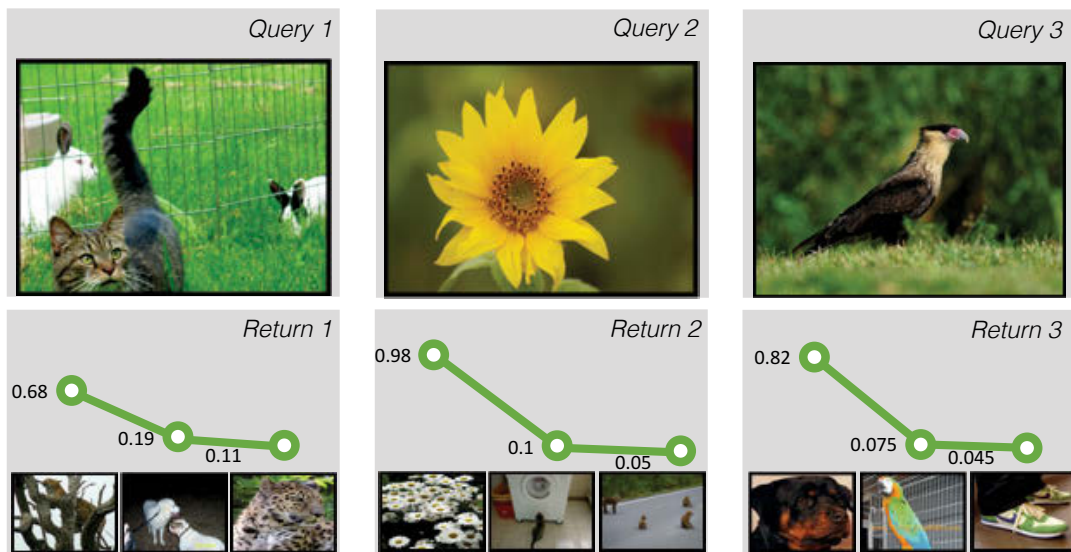 Query 1
Query 2
Query 3
Return 1
0.68
0.19
0.11
Return 2
0.98
0.1
0.05
Return 3
0.82
0.075
0.045